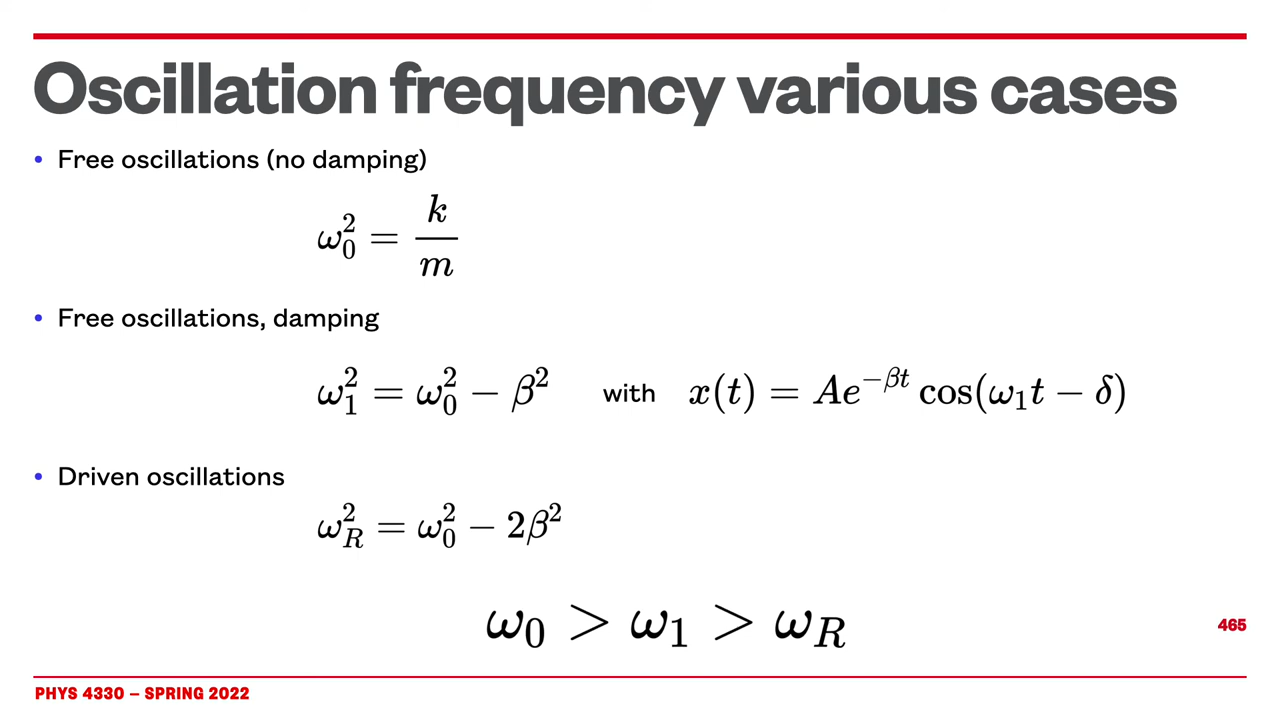 Oscillation frequency various cases
• Free oscillations (no damping)
ω₀² = k/m
• Free oscillations, damping
ω₁² = ω₀² − β² with x(t) = Ae^{−βt} cos(ω₁t − δ)
• Driven oscillations
ω_R² = ω₀² − 2β²
ω₀ > ω₁ > ω_R
465
PHYS 4330 – SPRING 2022